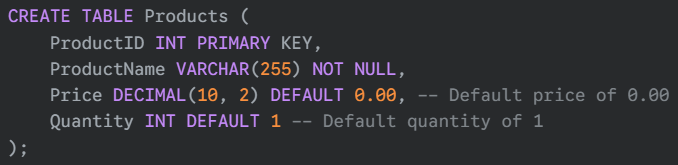 CREATE TABLE Products (
    ProductID INT PRIMARY KEY,
    ProductName VARCHAR(255) NOT NULL,
    Price DECIMAL(10, 2) DEFAULT 0.00, -- Default price of 0.00
    Quantity INT DEFAULT 1 -- Default quantity of 1
);